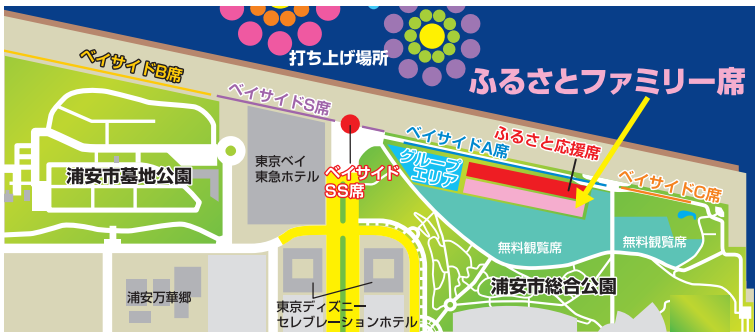 打ち上げ場所
ベイサイドB席
ふるさとファミリー席
ベイサイドS席
ベイサイドA席
ふるさと応援席
東京ベイ
東急ホテル
ベイサイド
SS席
グループ
エリア
浦安市墓地公園
ベイサイドC席
無料観覧席
無料観覧席
浦安市総合公園
浦安万華郷
東京ディズニー
セレブレーションホテル